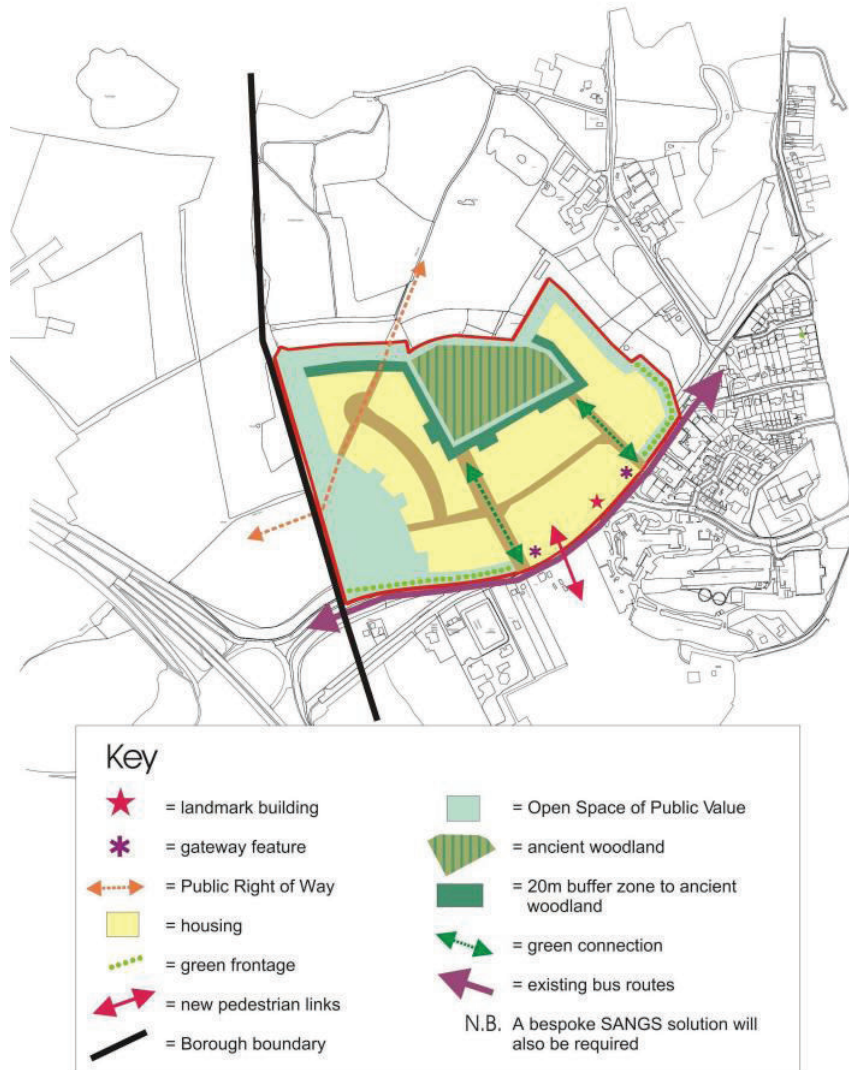 Key
= landmark building
= gateway feature
= Public Right of Way
= housing
= green frontage
= new pedestrian links
= Borough boundary
= Open Space of Public Value
= ancient woodland
= 20m buffer zone to ancient
woodland
= green connection
= existing bus routes
N.B. A bespoke SANGS solution will
also be required